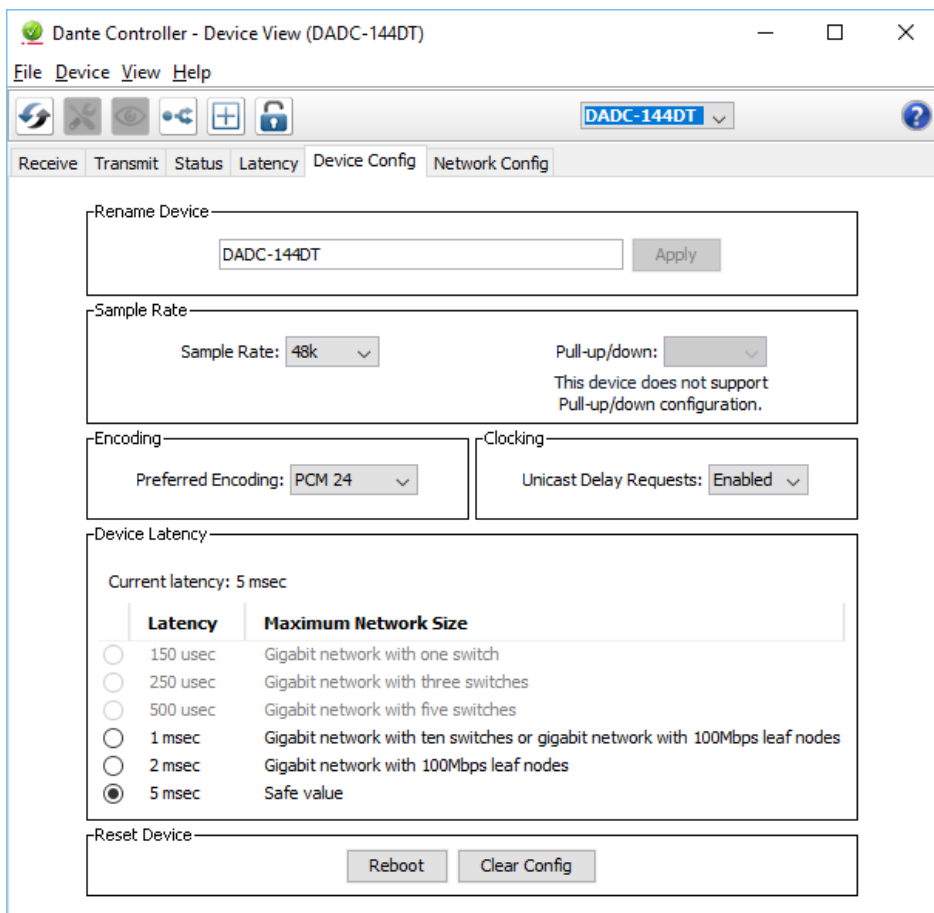 Dante Controller - Device View (DADC-144DT)
File Device View Help
DADC-144DT
Receive Transmit Status Latency Device Config Network Config
Rename Device
DADC-144DT Apply
Sample Rate
Sample Rate: 48k Pull-up/down:
This device does not support
Pull-up/down configuration.
Encoding Clocking
Preferred Encoding: PCM 24 Unicast Delay Requests: Enabled
Device Latency
Current latency: 5 msec
Latency Maximum Network Size
150 usec Gigabit network with one switch
250 usec Gigabit network with three switches
500 usec Gigabit network with five switches
1 msec Gigabit network with ten switches or gigabit network with 100Mbps leaf nodes
2 msec Gigabit network with 100Mbps leaf nodes
5 msec Safe value
Reset Device
Reboot Clear Config